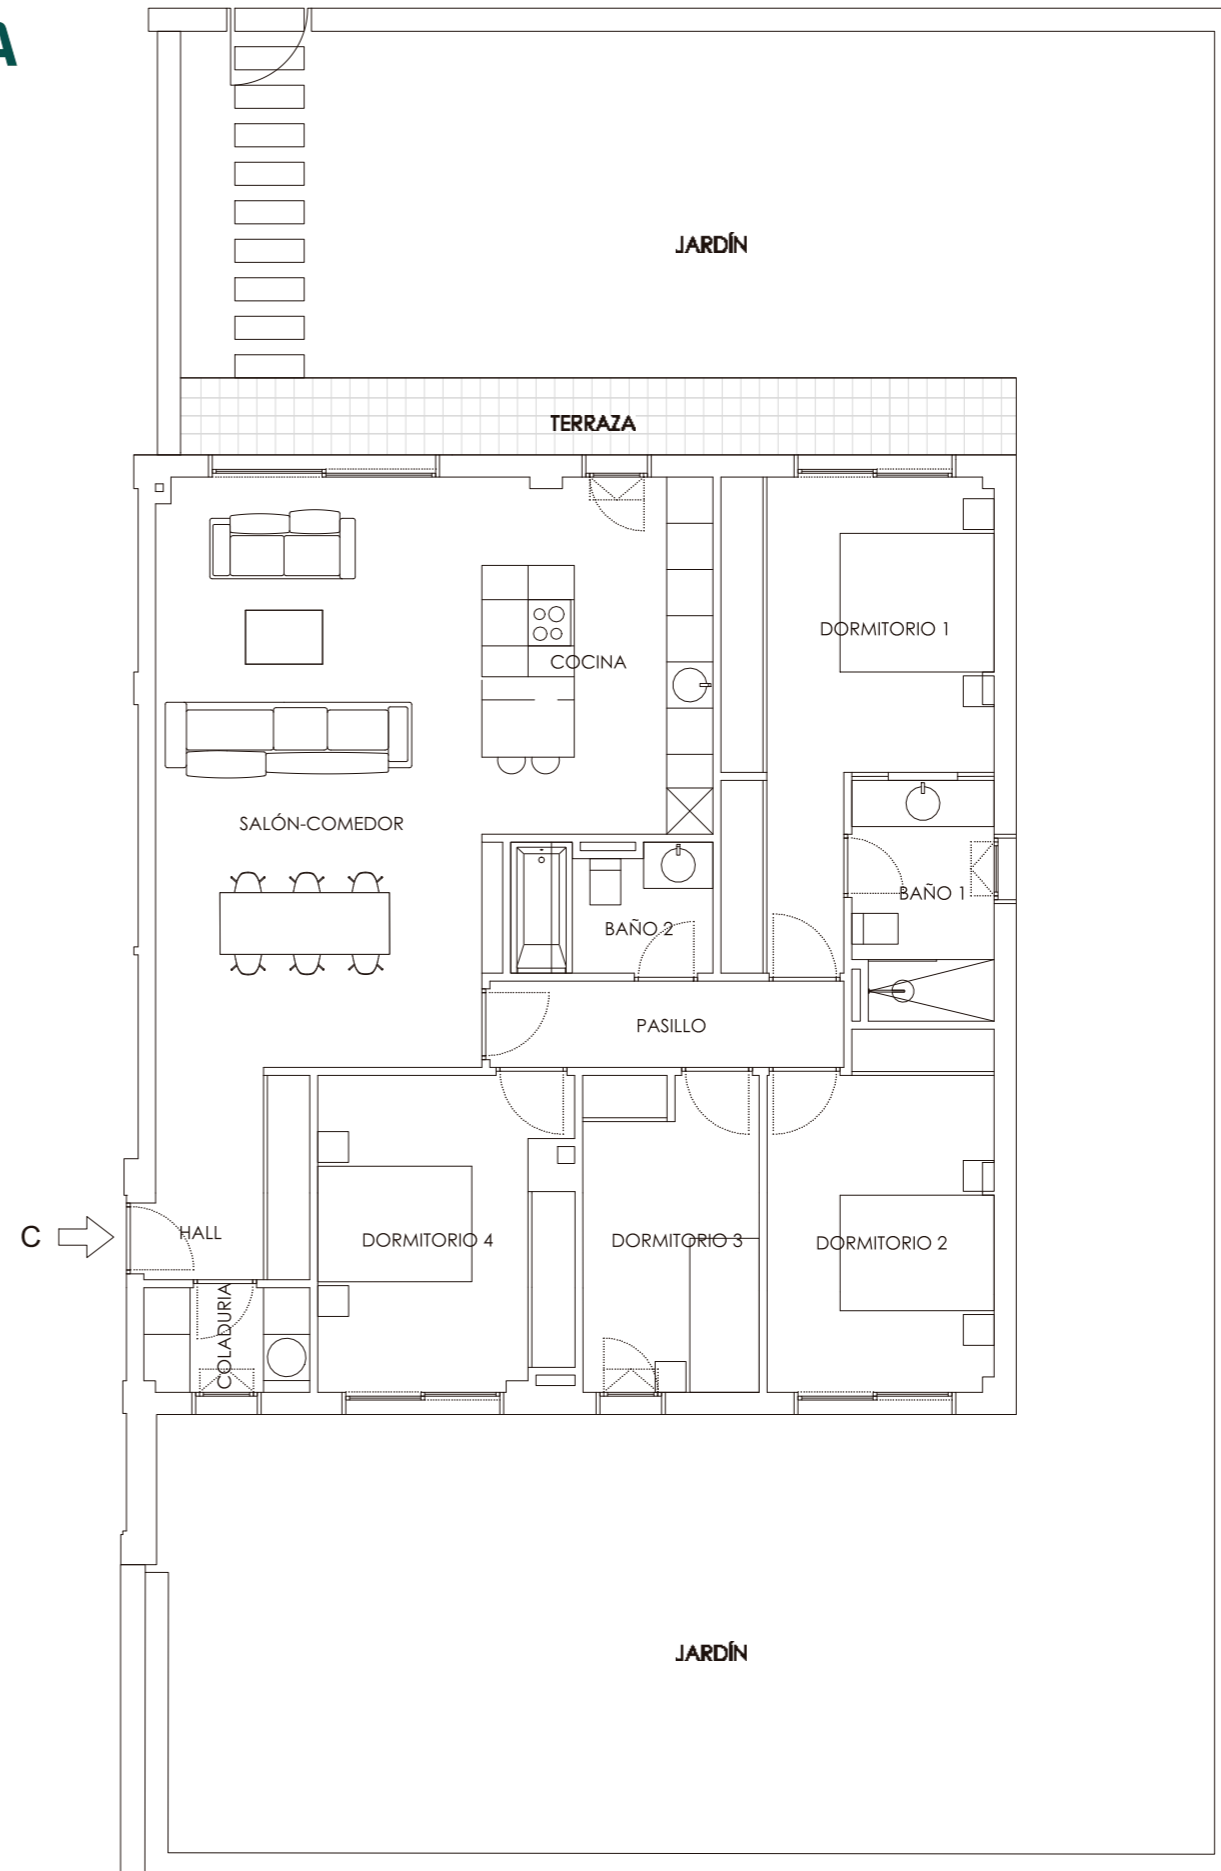 A
JARDÍN
TERRAZA
DORMITORIO 1
COCINA
SALÓN-COMEDOR
BAÑO 1
BAÑO 2
PASILLO
C
HALL
DORMITORIO 4
DORMITORIO 3
DORMITORIO 2
COLADURIA
JARDÍN